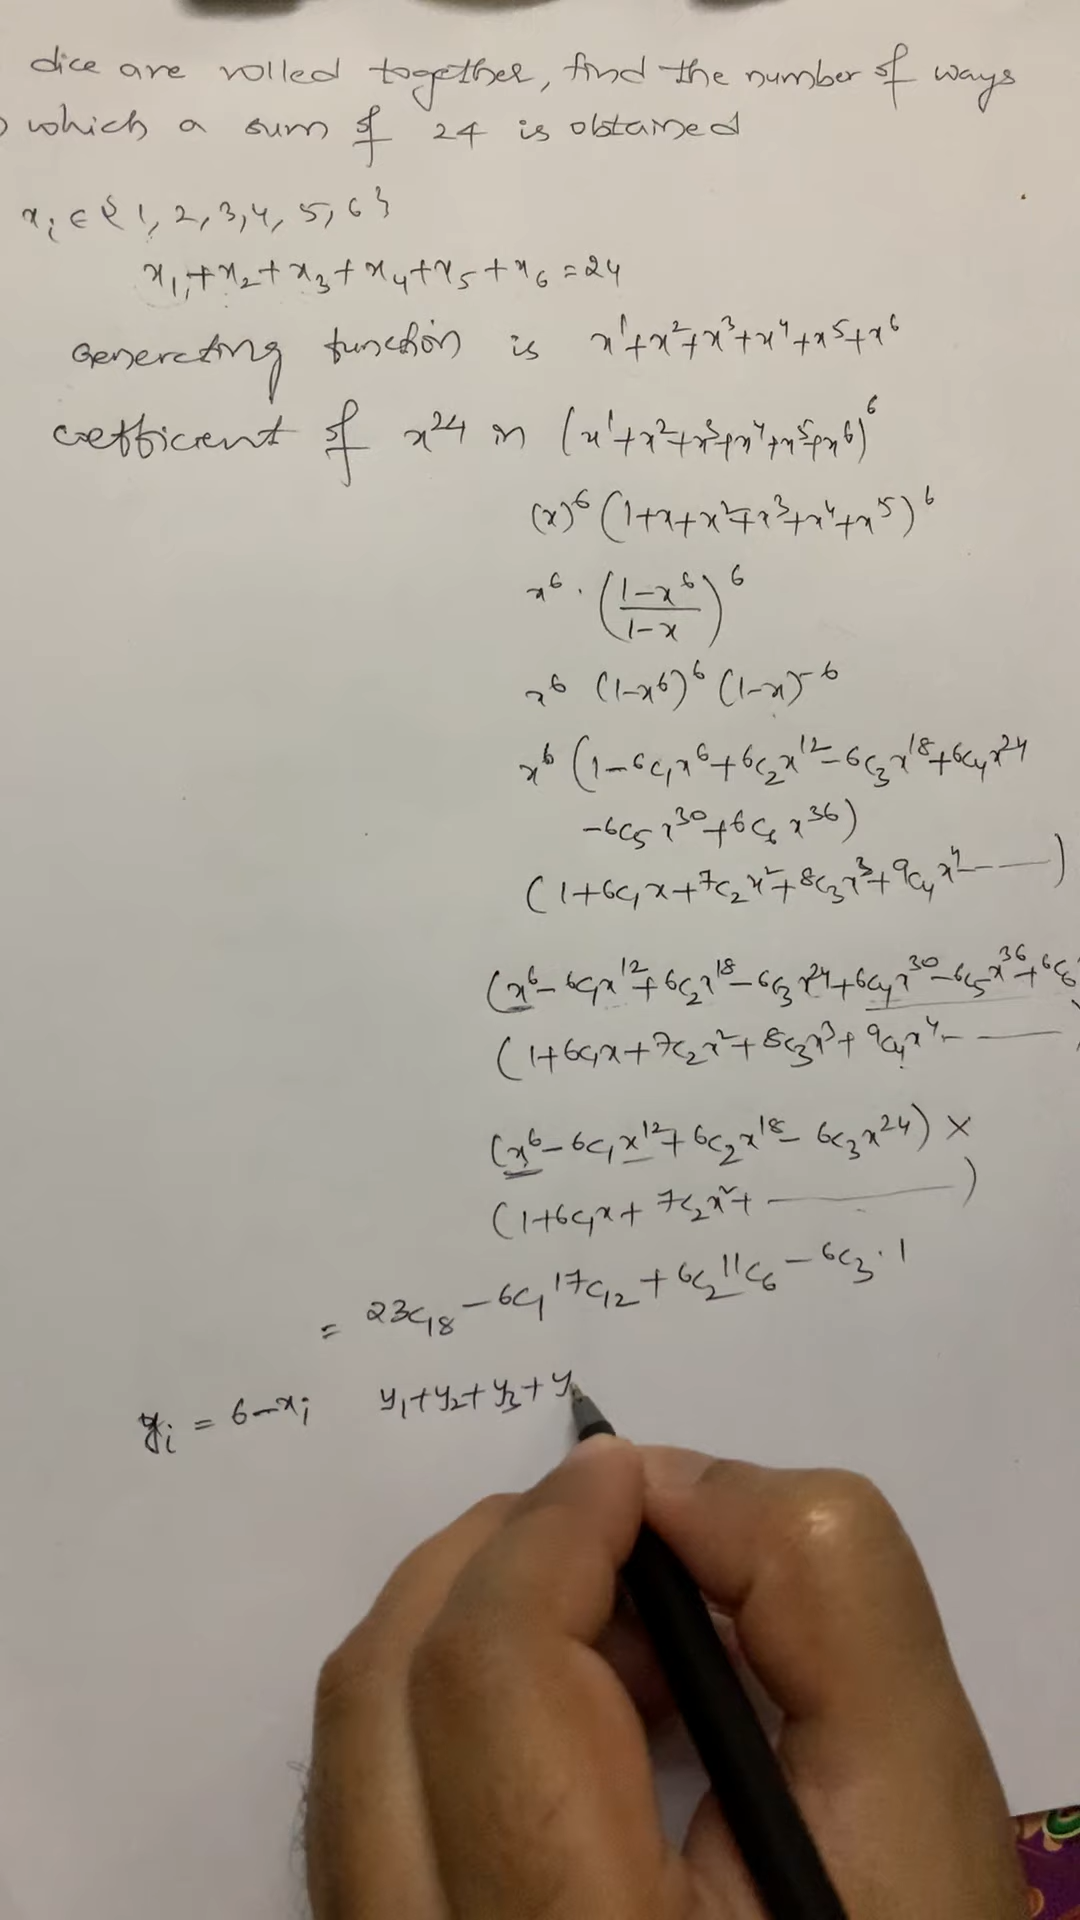 dice are rolled together, find the number of ways
which a sum of 24 is obtained
xᵢ ∈ {1, 2, 3, 4, 5, 6}
x₁ + x₂ + x₃ + x₄ + x₅ + x₆ = 24
Generating function is x¹+x²+x³+x⁴+x⁵+x⁶
coefficient of x²⁴ in (x¹+x²+x³+x⁴+x⁵+x⁶)⁶
(x)⁶ (1+x+x²+x³+x⁴+x⁵)⁶
x⁶ · ((1-x⁶)/(1-x))⁶
x⁶ (1-x⁶)⁶ (1-x)⁻⁶
x⁶ (1-6C₁x⁶+6C₂x¹²-6C₃x¹⁸+6C₄x²⁴
-6C₅x³⁰+6C₆x³⁶)
(1+6C₁x+7C₂x²+8C₃x³+9C₄x⁴------)
(x⁶-6C₁x¹²+6C₂x¹⁸-6C₃x²⁴+6C₄x³⁰-6C₅x³⁶+6C₆
(1+6C₁x+7C₂x²+8C₃x³+9C₄x⁴------)
(x⁶-6C₁x¹²+6C₂x¹⁸-6C₃x²⁴) ×
(1+6C₁x+7C₂x²+------)
= 23C₁₈-6C₁ 17C₁₂+6C₂ 11C₆-6C₃·1
yᵢ = 6-xᵢ y₁+y₂+y₃+y